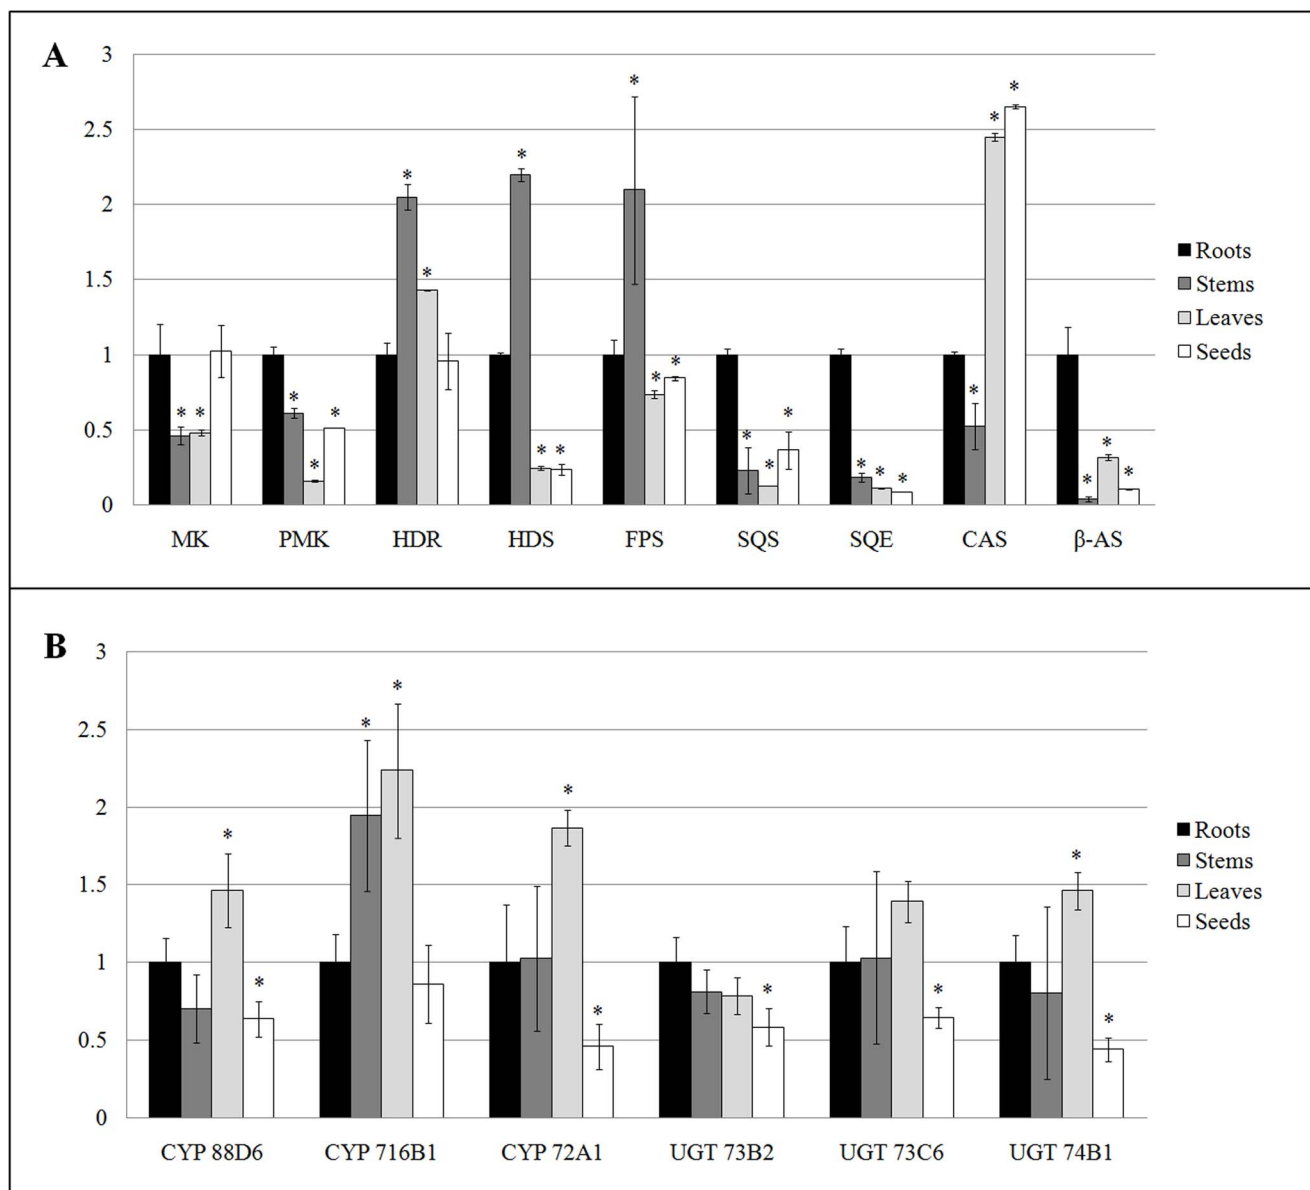 A
3
2.5
2
1.5
1
0.5
0
* * * * * * * * * * * * * * * * * * * * * * * *
MK PMK HDR HDS FPS SQS SQE CAS β-AS
Roots
Stems
Leaves
Seeds
B
3
2.5
2
1.5
1
0.5
0
* * * * * * * * * *
CYP 88D6 CYP 716B1 CYP 72A1 UGT 73B2 UGT 73C6 UGT 74B1
Roots
Stems
Leaves
Seeds